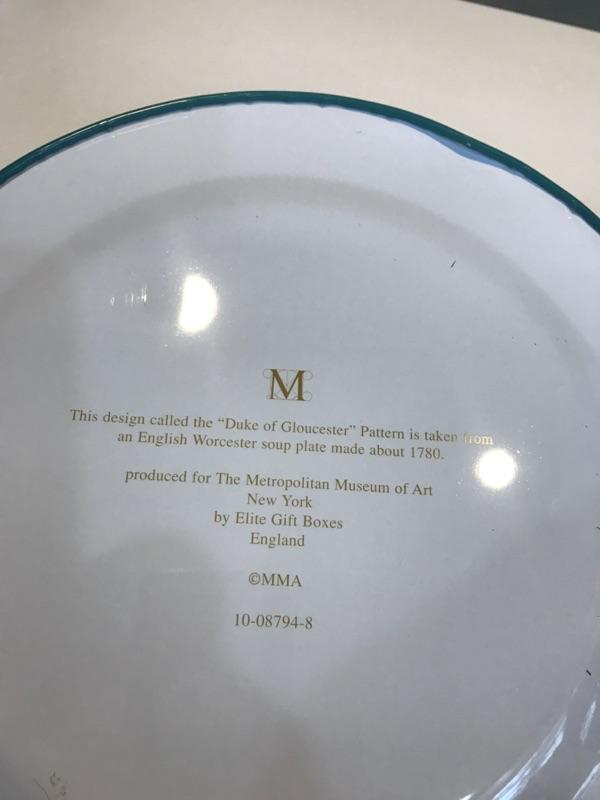 M
This design called the “Duke of Gloucester” Pattern is taken from
an English Worcester soup plate made about 1780.
produced for The Metropolitan Museum of Art
New York
by Elite Gift Boxes
England
©MMA
10-08794-8